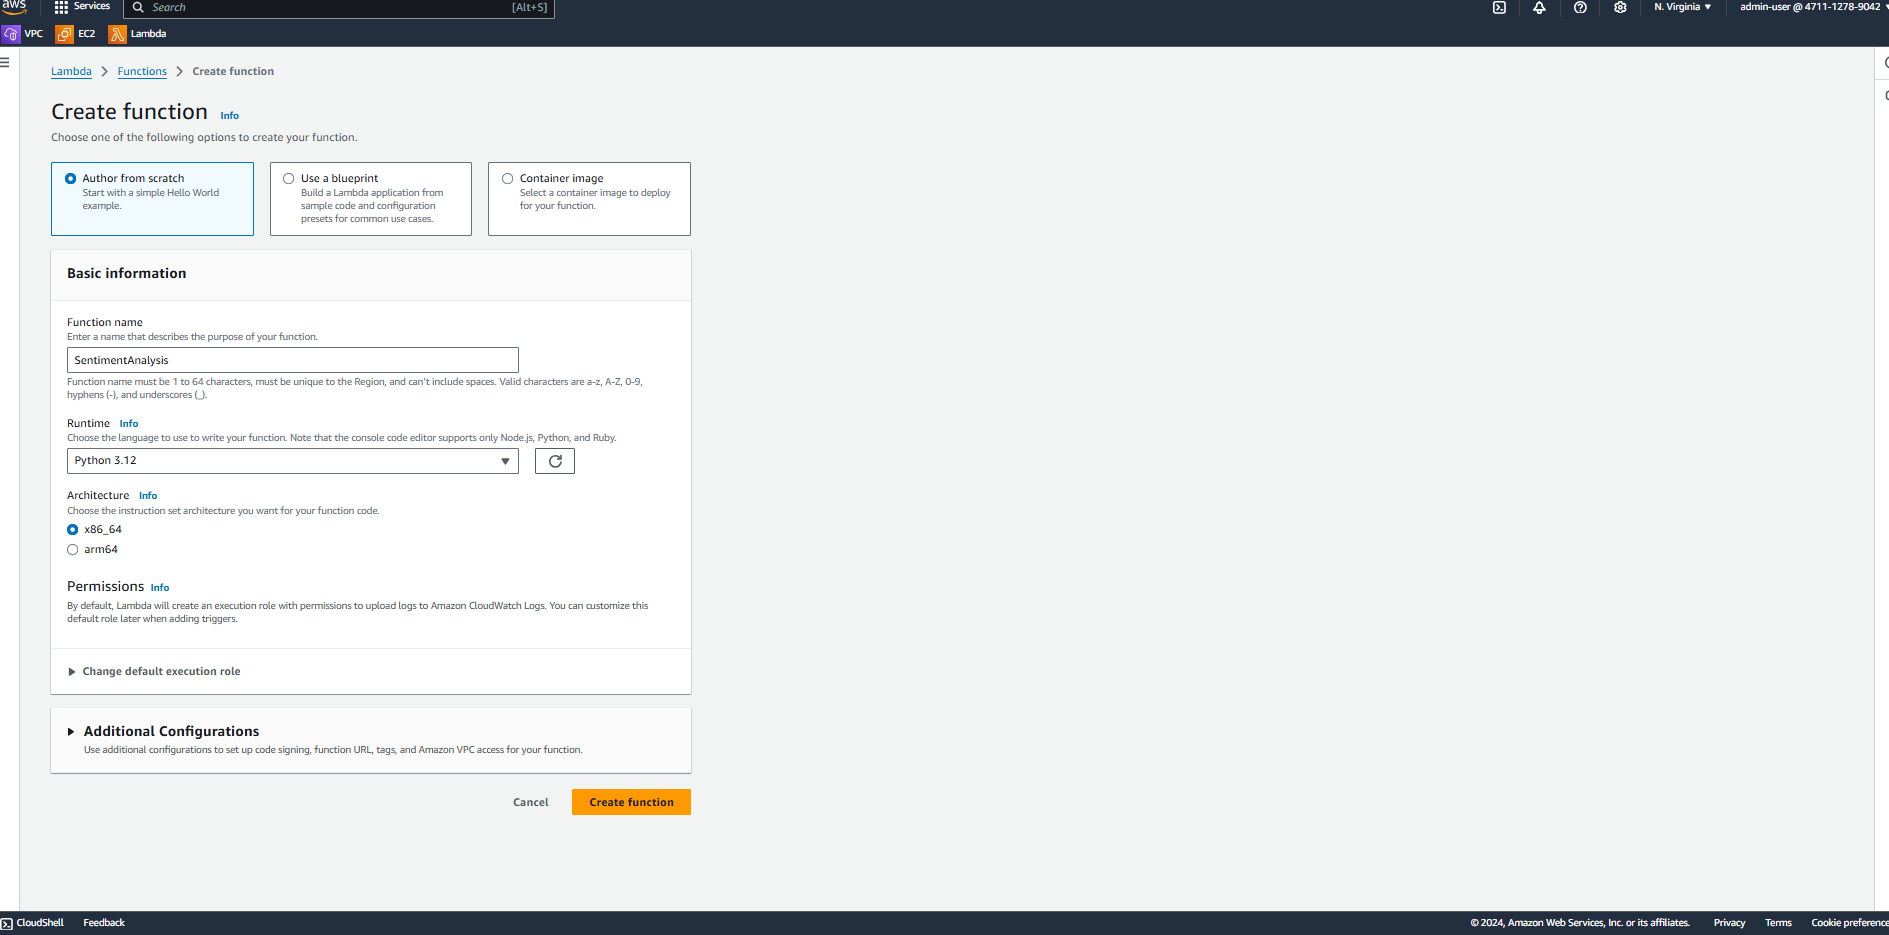 aws
Services
Search
[Alt+S]
N. Virginia
admin-user @ 4711-1278-9042
VPC
EC2
Lambda
Lambda > Functions > Create function
Create function Info
Choose one of the following options to create your function.
Author from scratch
Start with a simple Hello World
example.
Use a blueprint
Build a Lambda application from
sample code and configuration
presets for common use cases.
Container image
Select a container image to deploy
for your function.
Basic information
Function name
Enter a name that describes the purpose of your function.
SentimentAnalysis
Function name must be 1 to 64 characters, must be unique to the Region, and can't include spaces. Valid characters are a-z, A-Z, 0-9,
hyphens (-), and underscores (_).
Runtime Info
Choose the language to use to write your function. Note that the console code editor supports only Node.js, Python, and Ruby.
Python 3.12
Architecture Info
Choose the instruction set architecture you want for your function code.
x86_64
arm64
Permissions Info
By default, Lambda will create an execution role with permissions to upload logs to Amazon CloudWatch Logs. You can customize this
default role later when adding triggers.
Change default execution role
Additional Configurations
Use additional configurations to set up code signing, function URL, tags, and Amazon VPC access for your function.
Cancel
Create function
CloudShell
Feedback
© 2024, Amazon Web Services, Inc. or its affiliates.
Privacy
Terms
Cookie preference